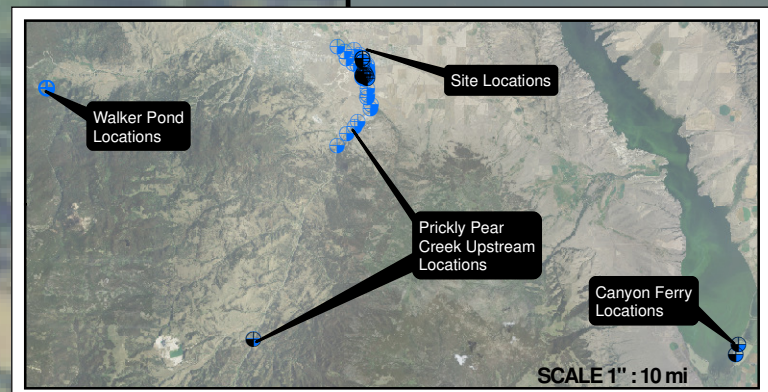 Site Locations
Walker Pond
Locations
Prickly Pear
Creek Upstream
Locations
Canyon Ferry
Locations
SCALE 1" : 10 mi